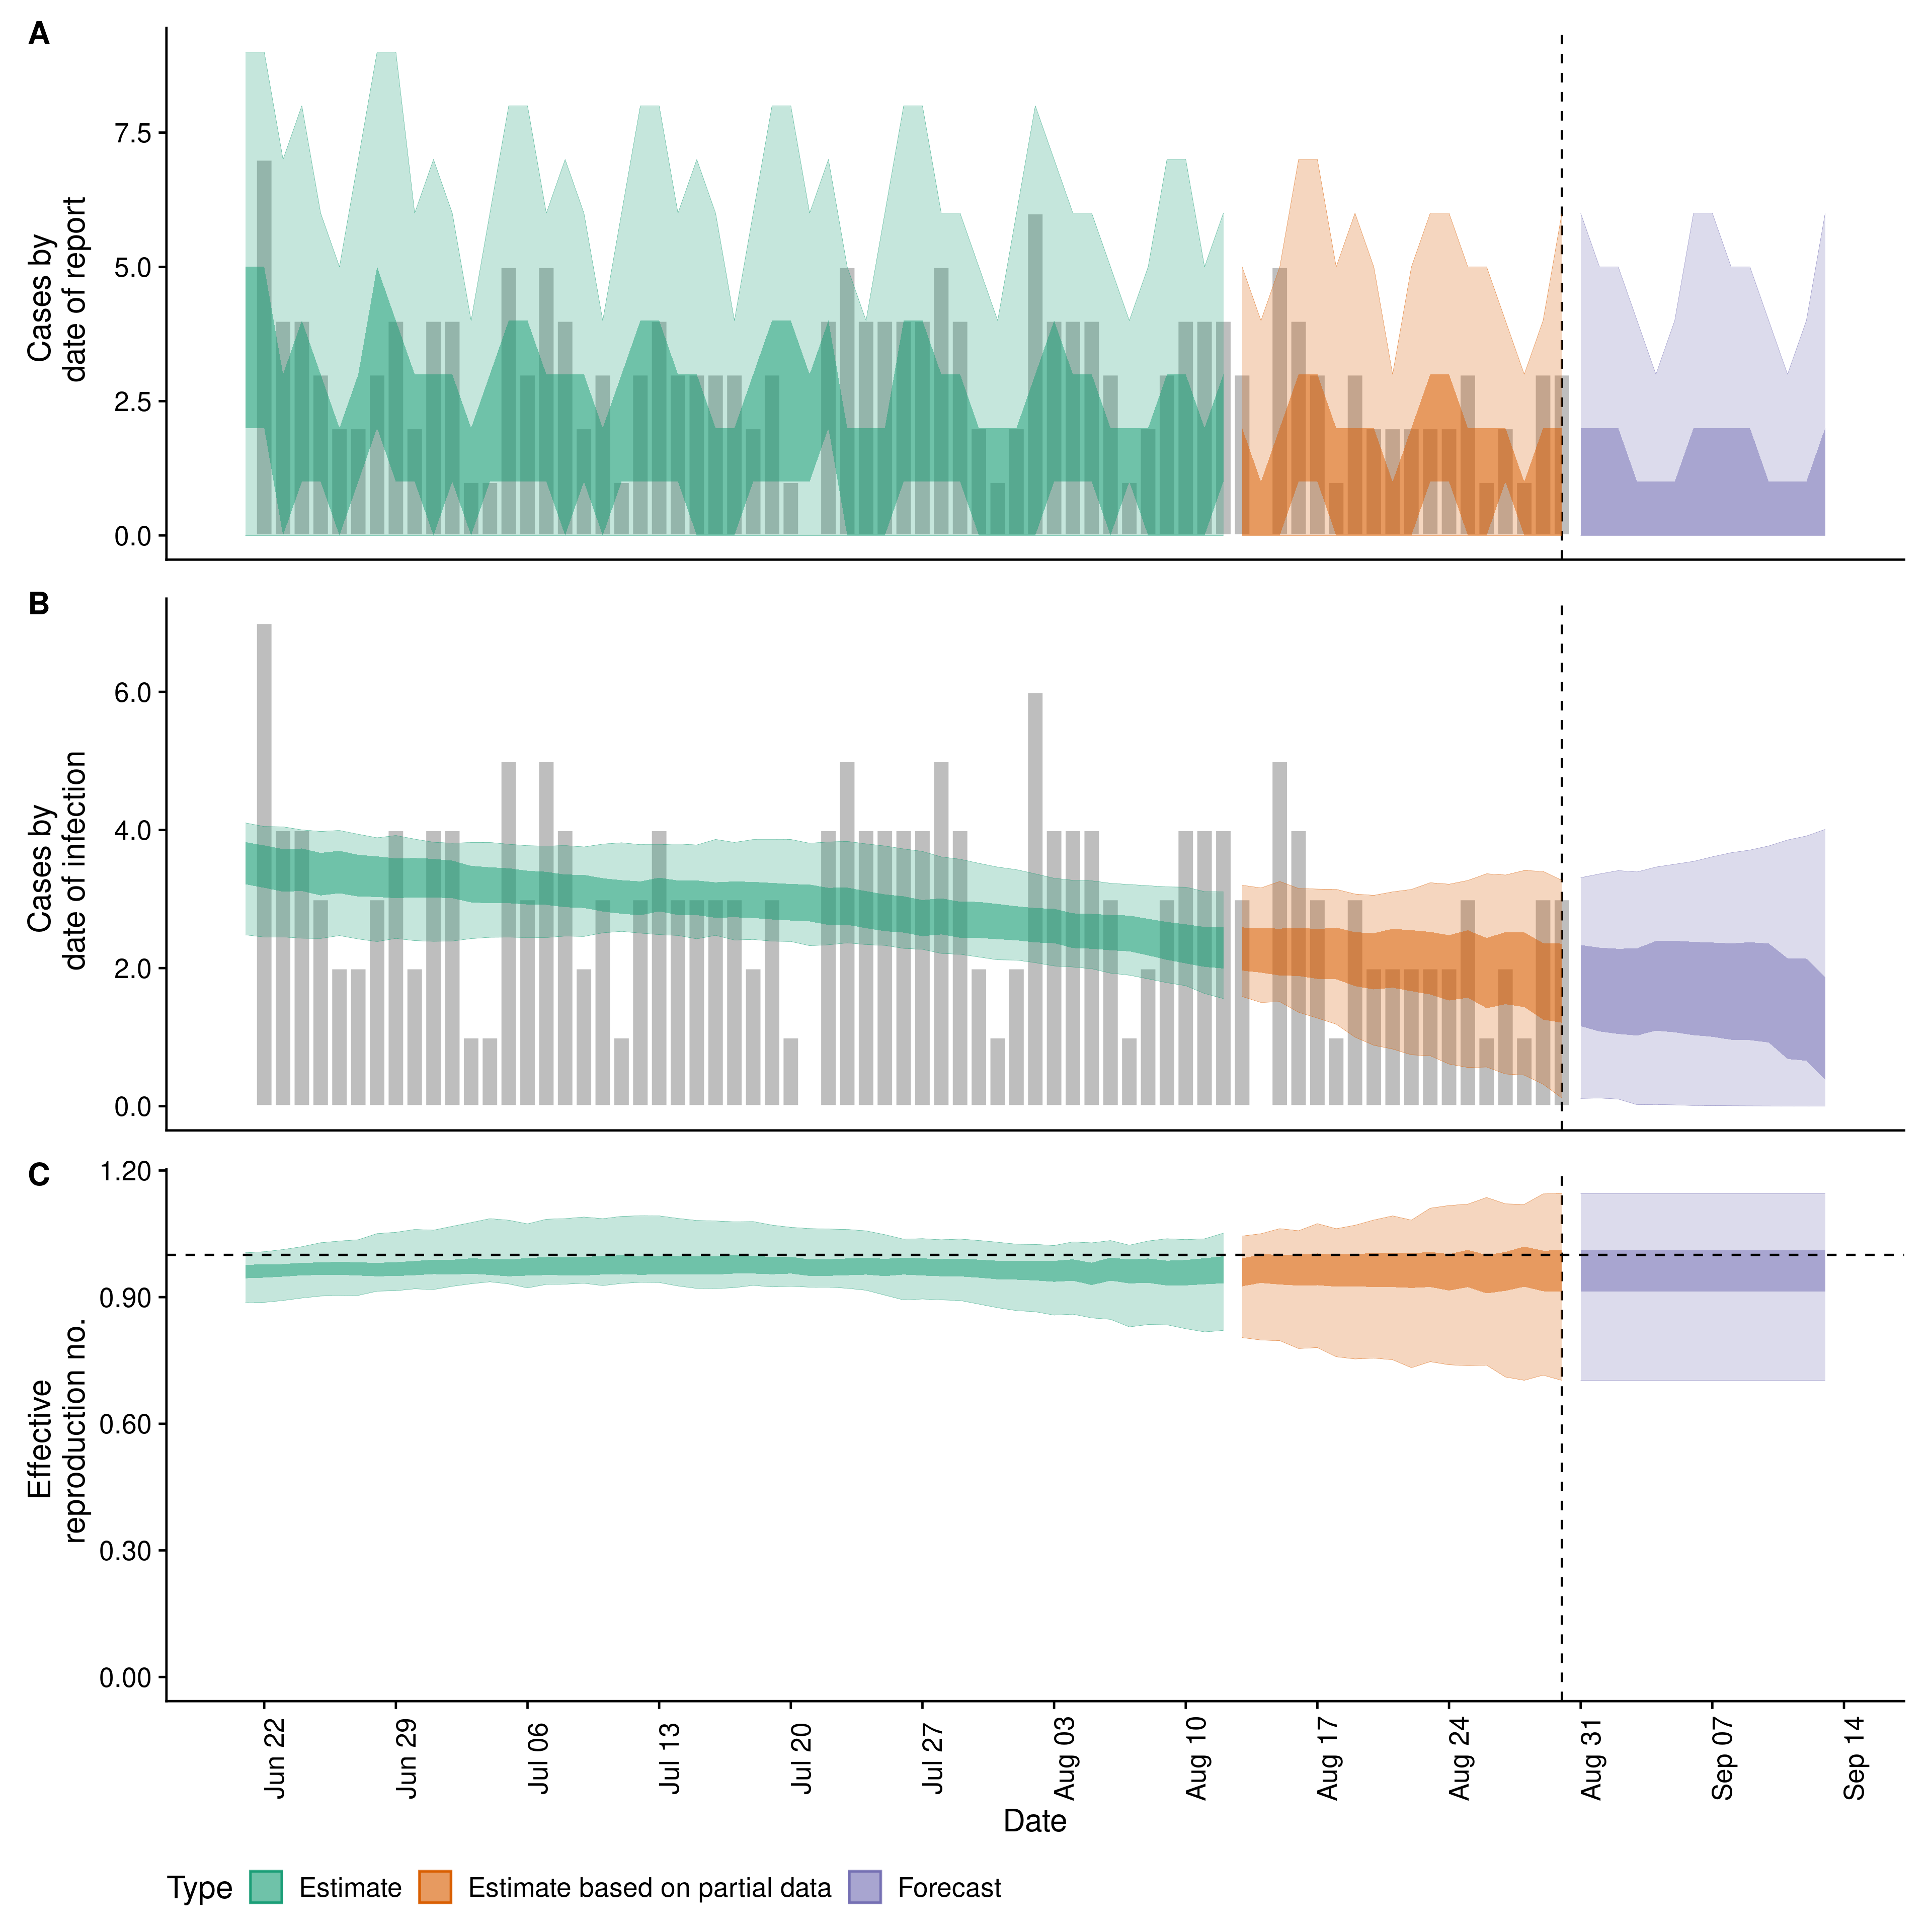 A
Cases by
date of report
7.5
5.0
2.5
0.0
B
Cases by
date of infection
6.0
4.0
2.0
0.0
C
Effective
reproduction no.
1.20
0.90
0.60
0.30
0.00
Jun 22
Jun 29
Jul 06
Jul 13
Jul 20
Jul 27
Aug 03
Aug 10
Aug 17
Aug 24
Aug 31
Sep 07
Sep 14
Date
Type Estimate Estimate based on partial data Forecast